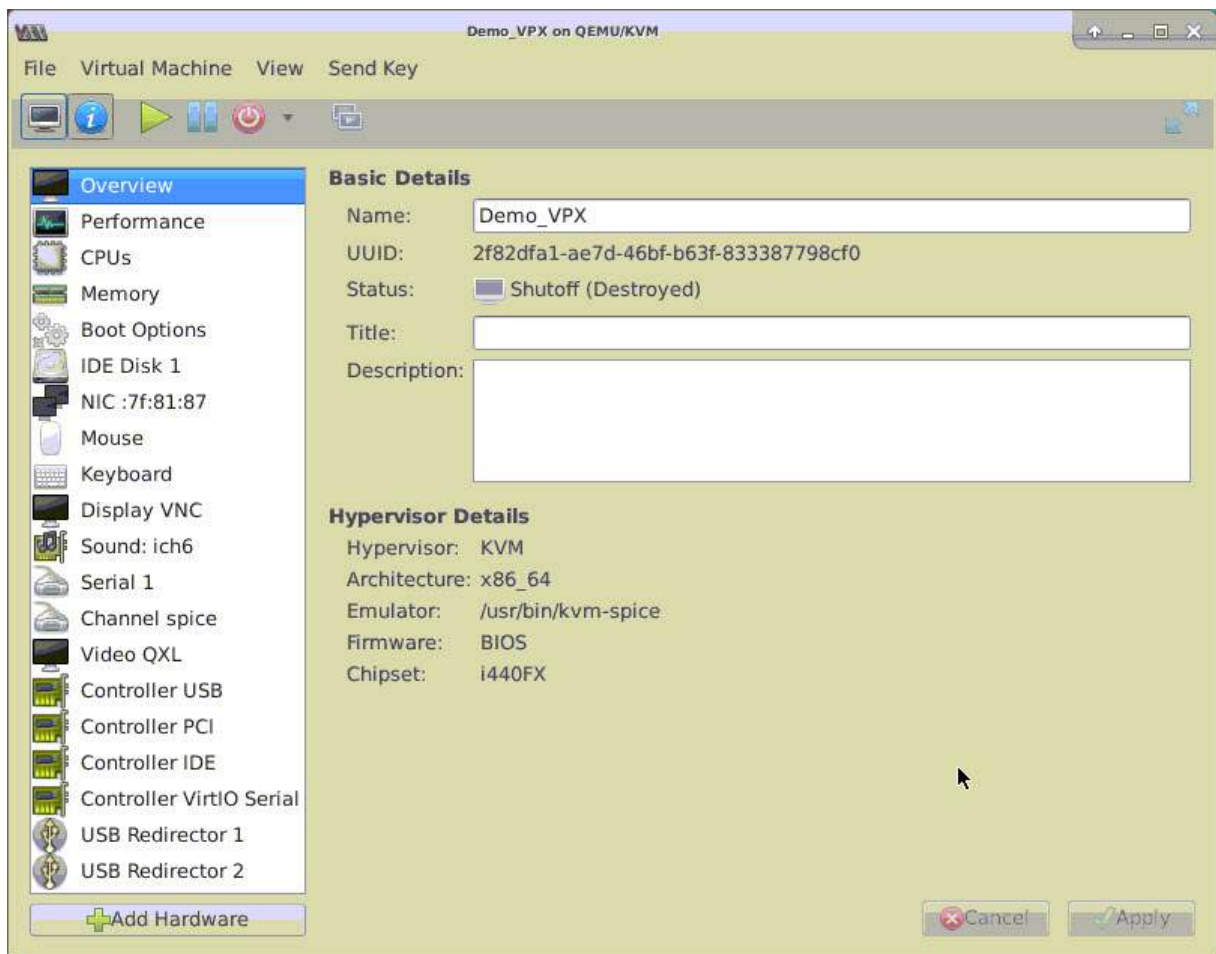 Demo_VPX on QEMU/KVM
File Virtual Machine View Send Key
Overview
Performance
CPUs
Memory
Boot Options
IDE Disk 1
NIC :7f:81:87
Mouse
Keyboard
Display VNC
Sound: ich6
Serial 1
Channel spice
Video QXL
Controller USB
Controller PCI
Controller IDE
Controller VirtIO Serial
USB Redirector 1
USB Redirector 2
Add Hardware
Basic Details
Name: Demo_VPX
UUID: 2f82dfa1-ae7d-46bf-b63f-833387798cf0
Status: Shutoff (Destroyed)
Title:
Description:
Hypervisor Details
Hypervisor: KVM
Architecture: x86_64
Emulator: /usr/bin/kvm-spice
Firmware: BIOS
Chipset: i440FX
Cancel Apply